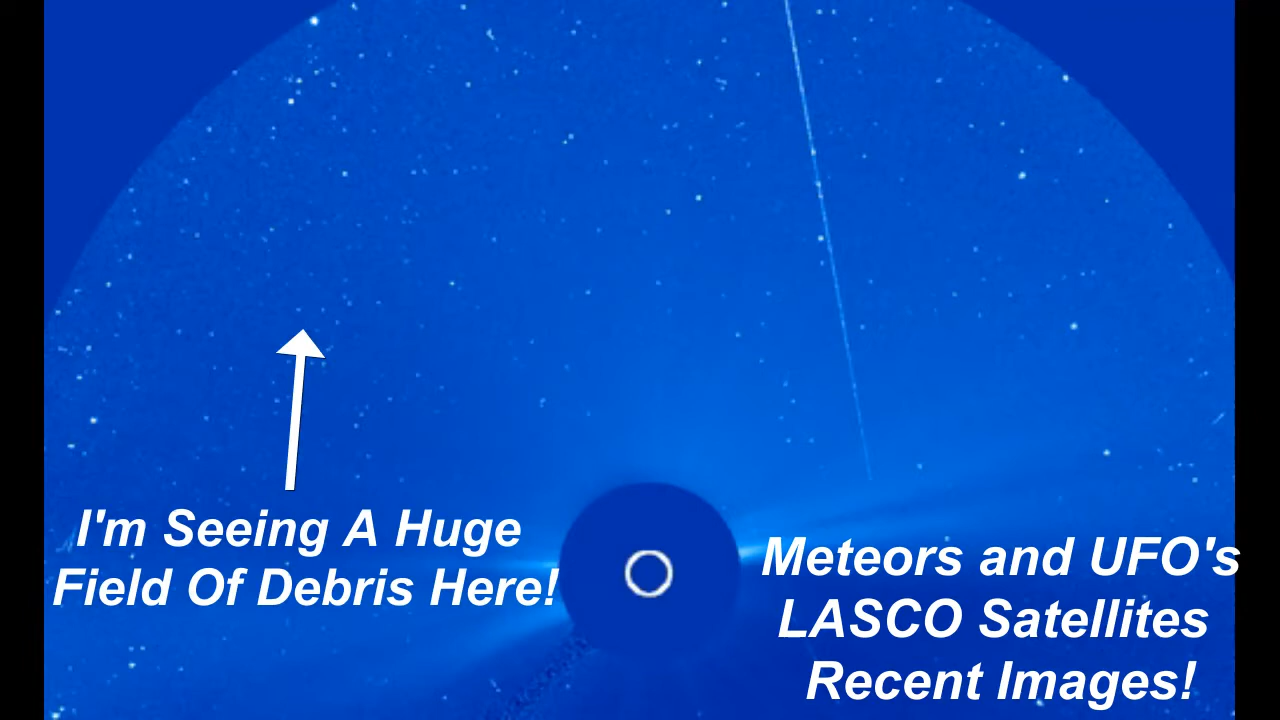 I'm Seeing A Huge
Field Of Debris Here!
Meteors and UFO's
LASCO Satellites
Recent Images!